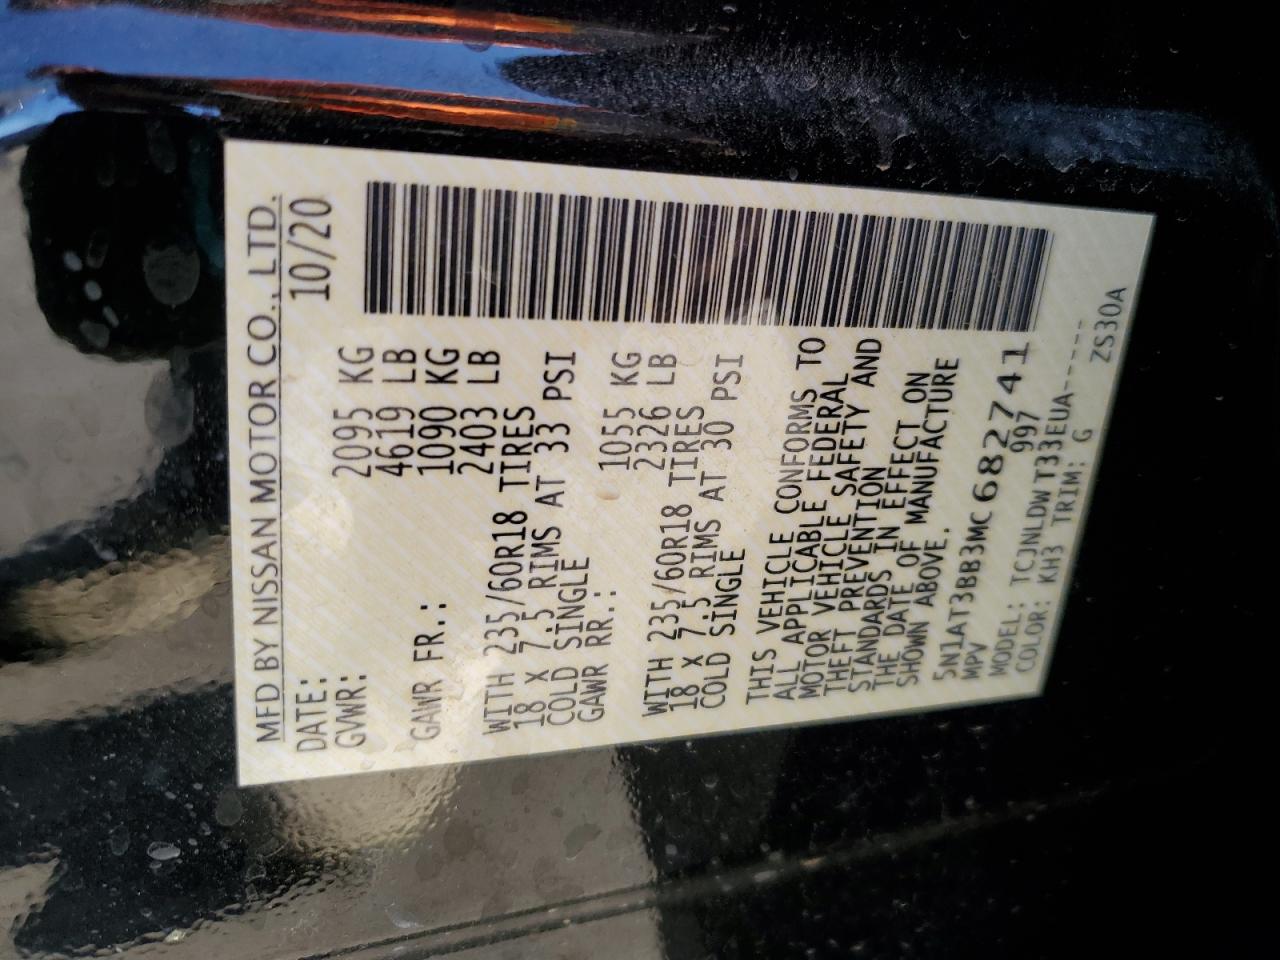 MFD BY NISSAN MOTOR CO., LTD.
DATE: 10/20
GVWR: 2095 KG
4619 LB
GAWR FR.: 1090 KG
2403 LB
WITH 235/60R18 TIRES
18 X 7.5 RIMS AT 33 PSI
COLD SINGLE
GAWR RR.: 1055 KG
2326 LB
WITH 235/60R18 TIRES
18 X 7.5 RIMS AT 30 PSI
COLD SINGLE
THIS VEHICLE CONFORMS TO
ALL APPLICABLE FEDERAL
MOTOR VEHICLE SAFETY AND
THEFT PREVENTION
STANDARDS IN EFFECT ON
THE DATE OF MANUFACTURE
SHOWN ABOVE.
5N1AT3BB3MC682741
MPV 997
MODEL: TCJNLDWT33EUA-----
COLOR: KH3 TRIM: G ZS30A